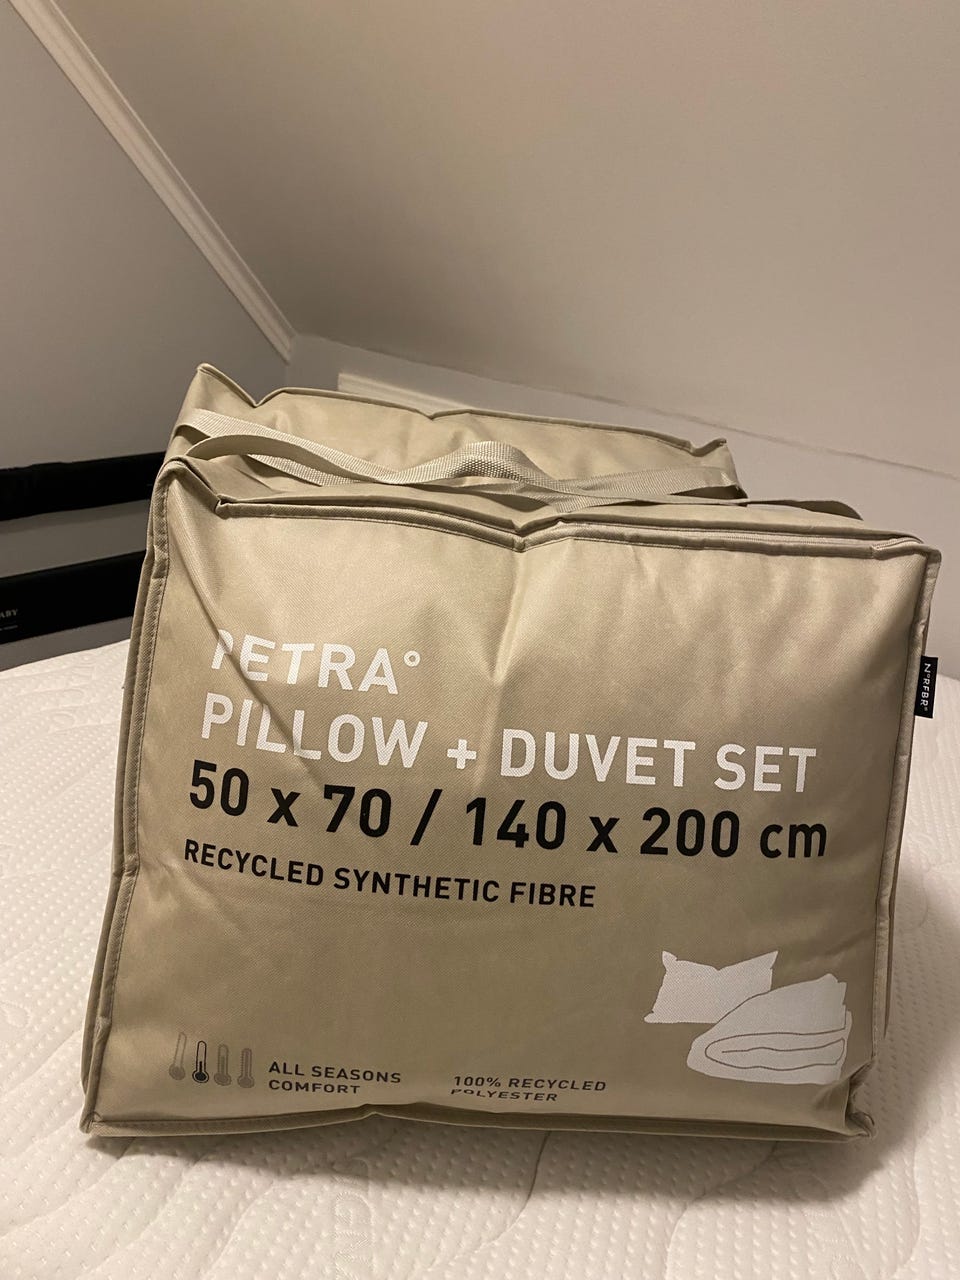 PETRA°
PILLOW + DUVET SET
50 x 70 / 140 x 200 cm
RECYCLED SYNTHETIC FIBRE
ALL SEASONS
COMFORT
100% RECYCLED
POLYESTER